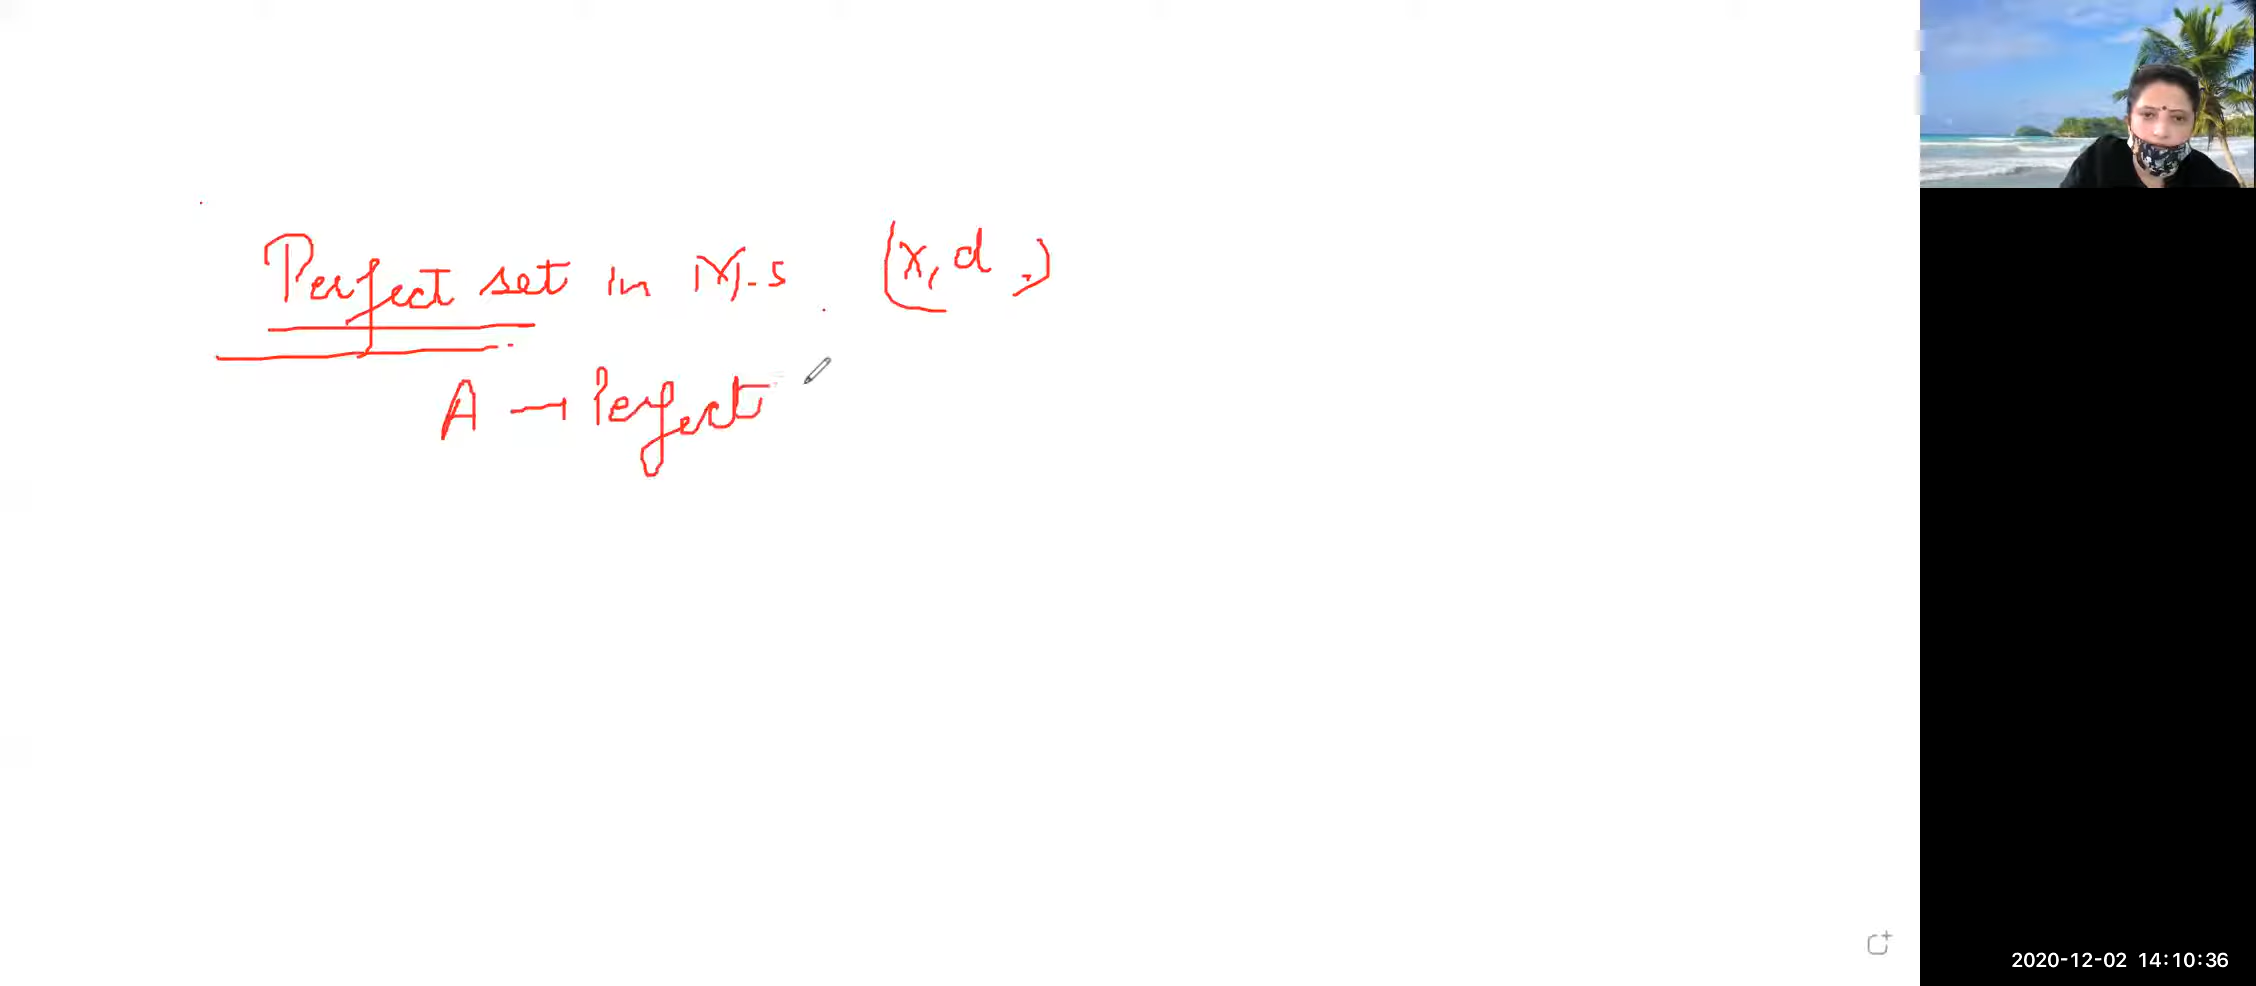 Perfect set in M.S. (X, d)
A → Perfect
2020-12-02 14:10:36